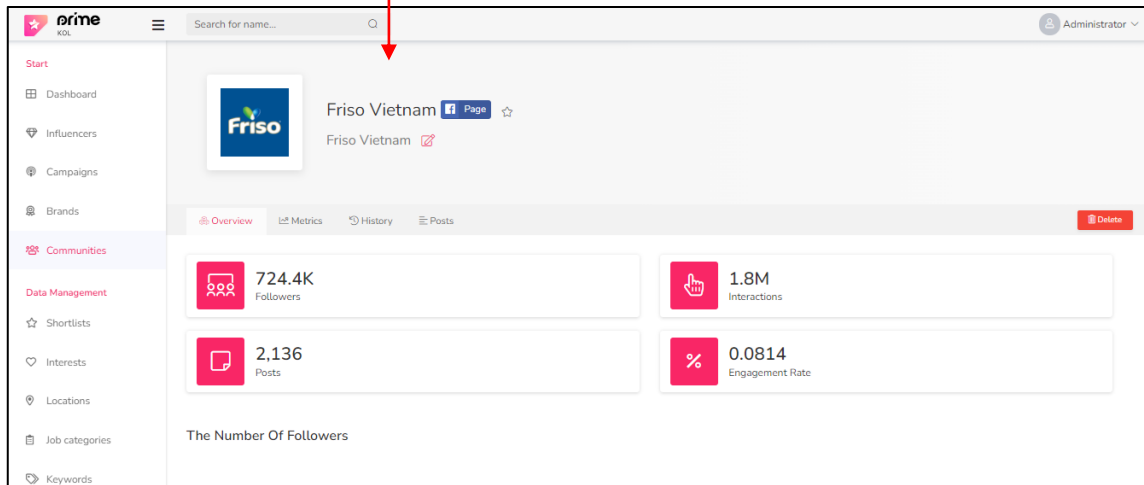 prime
KOL
Search for name...
Administrator
Start
Dashboard
Influencers
Campaigns
Brands
Communities
Data Management
Shortlists
Interests
Locations
Job categories
Keywords
Friso
Friso Vietnam f Page
Friso Vietnam
Overview Metrics History Posts
Delete
724.4K
Followers
1.8M
Interactions
2,136
Posts
0.0814
Engagement Rate
The Number Of Followers